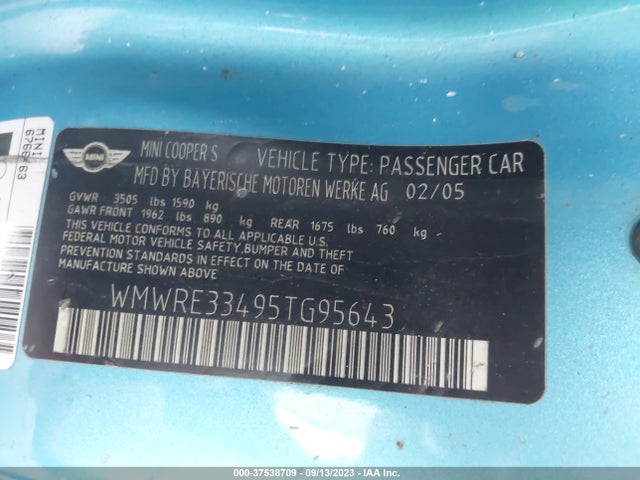 MINI
MINI COOPER S VEHICLE TYPE: PASSENGER CAR
MFD BY BAYERISCHE MOTOREN WERKE AG 02/05
GVWR 3505 lbs 1590 kg
GAWR FRONT 1962 lbs 890 kg REAR 1675 lbs 760 kg
THIS VEHICLE CONFORMS TO ALL APPLICABLE U.S.
FEDERAL MOTOR VEHICLE SAFETY, BUMPER AND THEFT
PREVENTION STANDARDS IN EFFECT ON THE DATE OF
MANUFACTURE SHOWN ABOVE
WMWRE33495TG95643
MINI
000-37538709 - 09/13/2023 - IAA Inc.